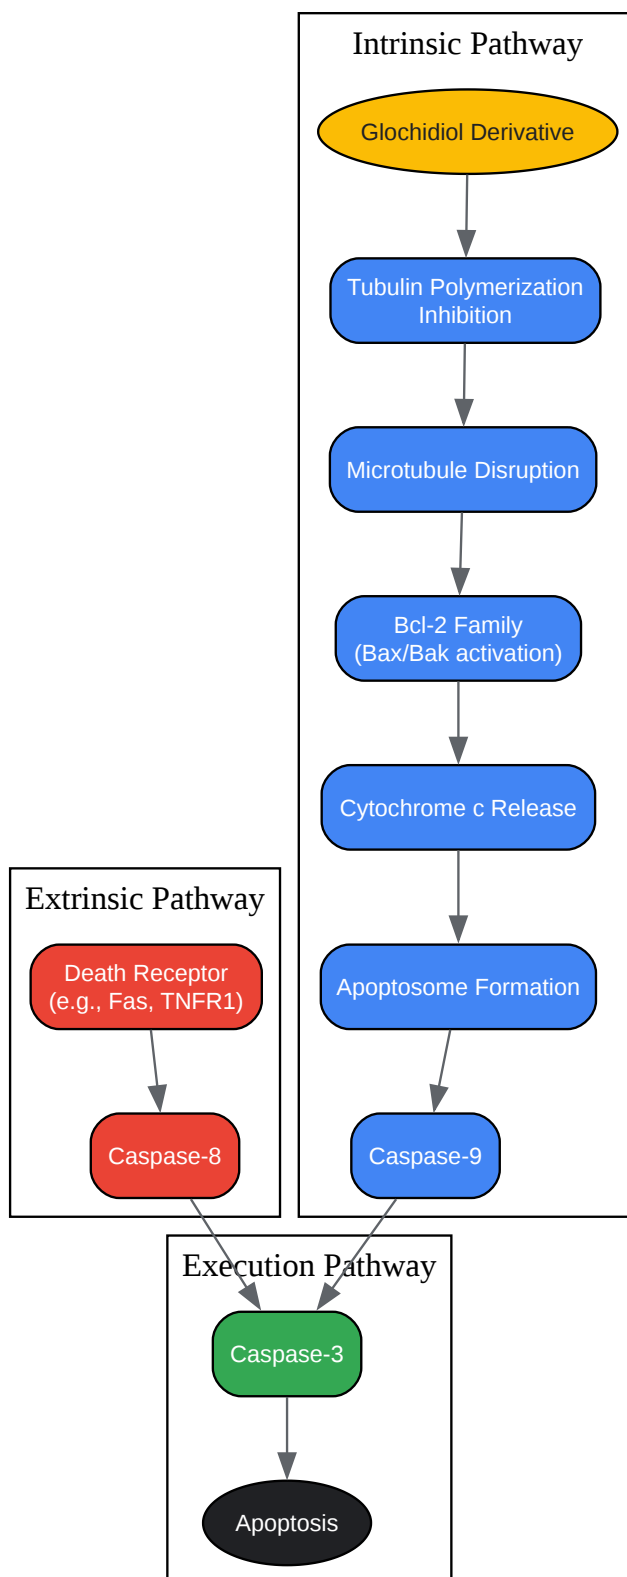 Intrinsic Pathway
Glochidiol Derivative
Tubulin Polymerization
Inhibition
Microtubule Disruption
Bcl-2 Family
(Bax/Bak activation)
Cytochrome c Release
Apoptosome Formation
Caspase-9
Extrinsic Pathway
Death Receptor
(e.g., Fas, TNFR1)
Caspase-8
Execution Pathway
Caspase-3
Apoptosis